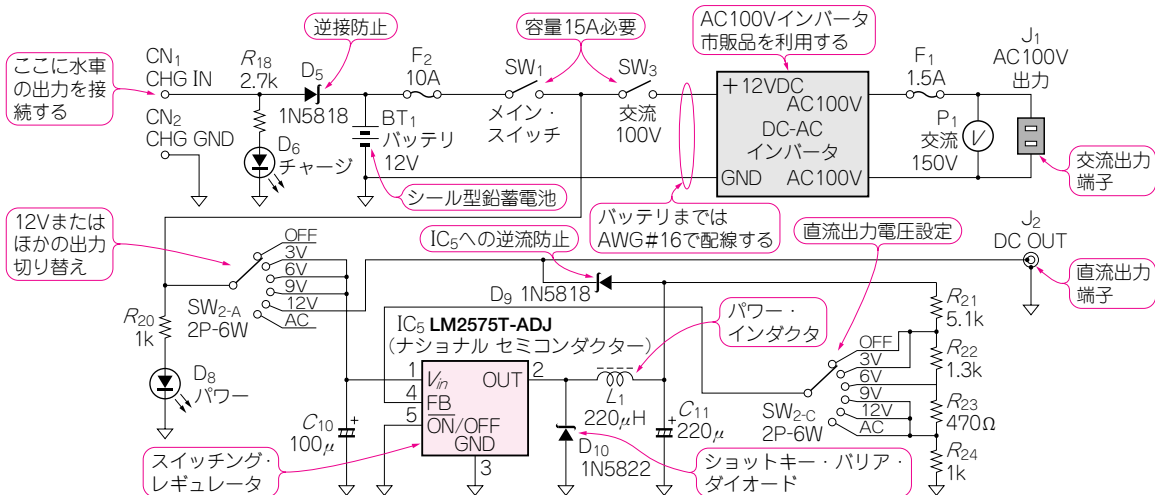 ここに水車
の出力を接
続する
CN1
CHG IN
CN2
CHG GND
R18
2.7k
D6
チャージ
逆接防止
D5
1N5818
BT1
バッテリ
12V
シール型鉛蓄電池
F2
10A
容量15A必要
SW1
メイン・
スイッチ
SW3
交流
100V
AC100Vインバータ
市販品を利用する
+12VDC
AC100V
DC-AC
インバータ
GND
AC100V
バッテリまでは
AWG#16で配線する
F1
1.5A
P1
交流
150V
V
J1
AC100V
出力
交流出力
端子
12Vまたは
ほかの出力
切り替え
OFF
3V
6V
9V
12V
AC
SW2-A
2P-6W
R20
1k
D8
パワー
IC5への逆流防止
D9 1N5818
直流出力電圧設定
J2
DC OUT
直流出力
端子
IC5 LM2575T-ADJ
(ナショナル セミコンダクター)
1
Vin
OUT
2
4
FB
5
ON/OFF
GND
3
C10
100μ
+
スイッチング・
レギュレータ
パワー・
インダクタ
L1
220μH
D10
1N5822
ショットキー・バリア・
ダイオード
C11
220μ
+
OFF
3V
6V
9V
12V
AC
SW2-C
2P-6W
R21
5.1k
R22
1.3k
R23
470Ω
R24
1k